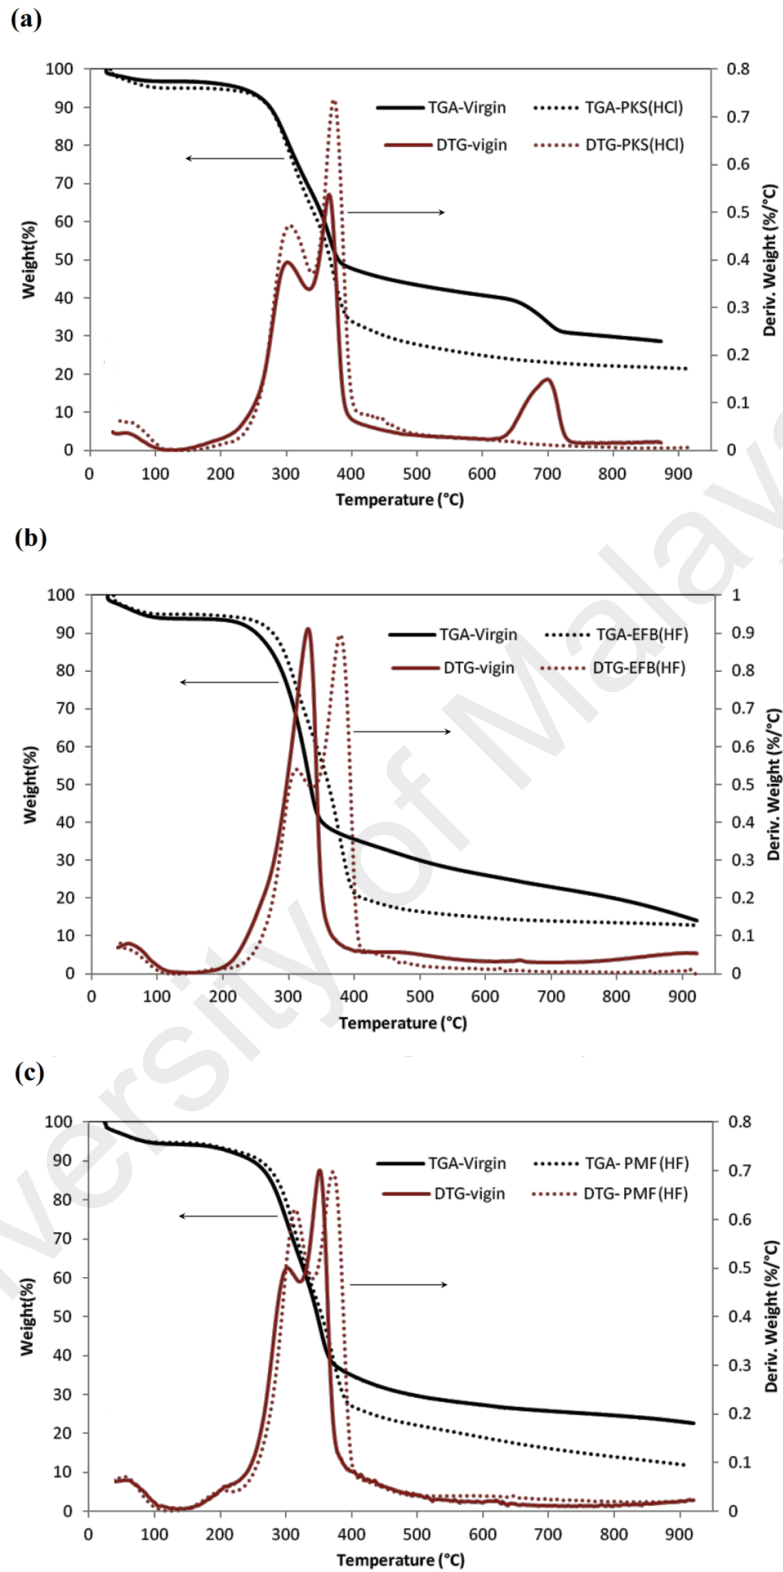 (a)
100
90
80
70
60
50
40
30
20
10
0
Weight(%)
0 100 200 300 400 500 600 700 800 900
Temperature (°C)
0.8
0.7
0.6
0.5
0.4
0.3
0.2
0.1
0
Deriv. Weight (%/°C)
TGA-Virgin TGA-PKS(HCl)
DTG-vigin DTG-PKS(HCl)
(b)
100
90
80
70
60
50
40
30
20
10
0
Weight(%)
0 100 200 300 400 500 600 700 800 900
Temperature (°C)
1
0.9
0.8
0.7
0.6
0.5
0.4
0.3
0.2
0.1
0
Deriv. Weight (%/°C)
TGA-Virgin TGA-EFB(HF)
DTG-vigin DTG-EFB(HF)
(c)
100
90
80
70
60
50
40
30
20
10
0
Weight(%)
0 100 200 300 400 500 600 700 800 900
Temperature (°C)
0.8
0.7
0.6
0.5
0.4
0.3
0.2
0.1
0
Deriv. Weight (%/°C)
TGA-Virgin TGA- PMF(HF)
DTG-vigin DTG- PMF(HF)
versity of Malaya